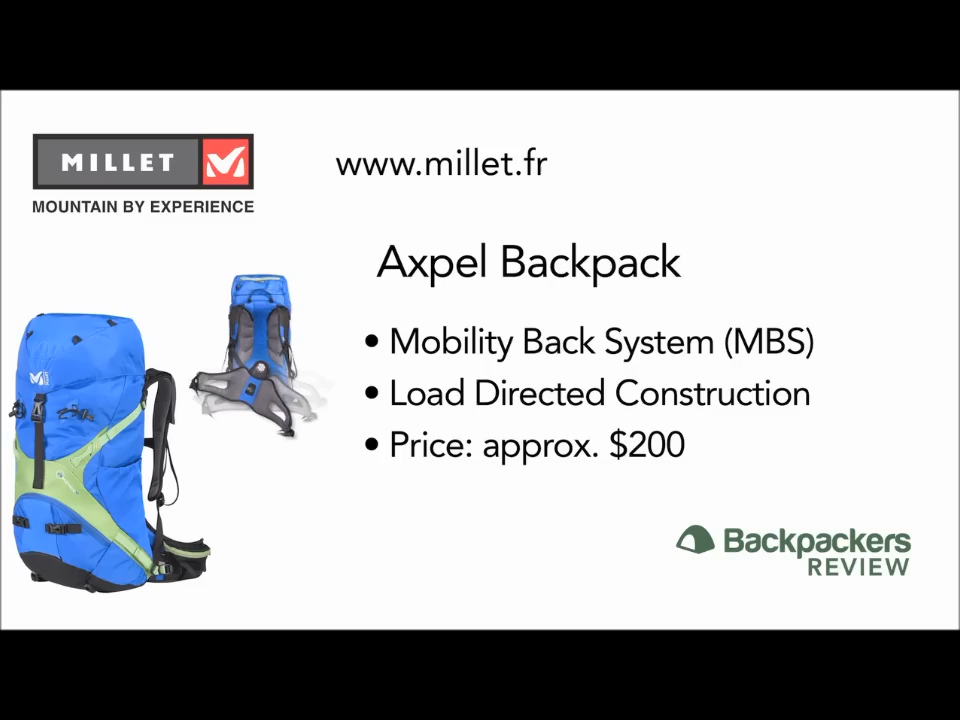 MILLET
MOUNTAIN BY EXPERIENCE
www.millet.fr
Axpel Backpack
• Mobility Back System (MBS)
• Load Directed Construction
• Price: approx. $200
Backpackers
REVIEW